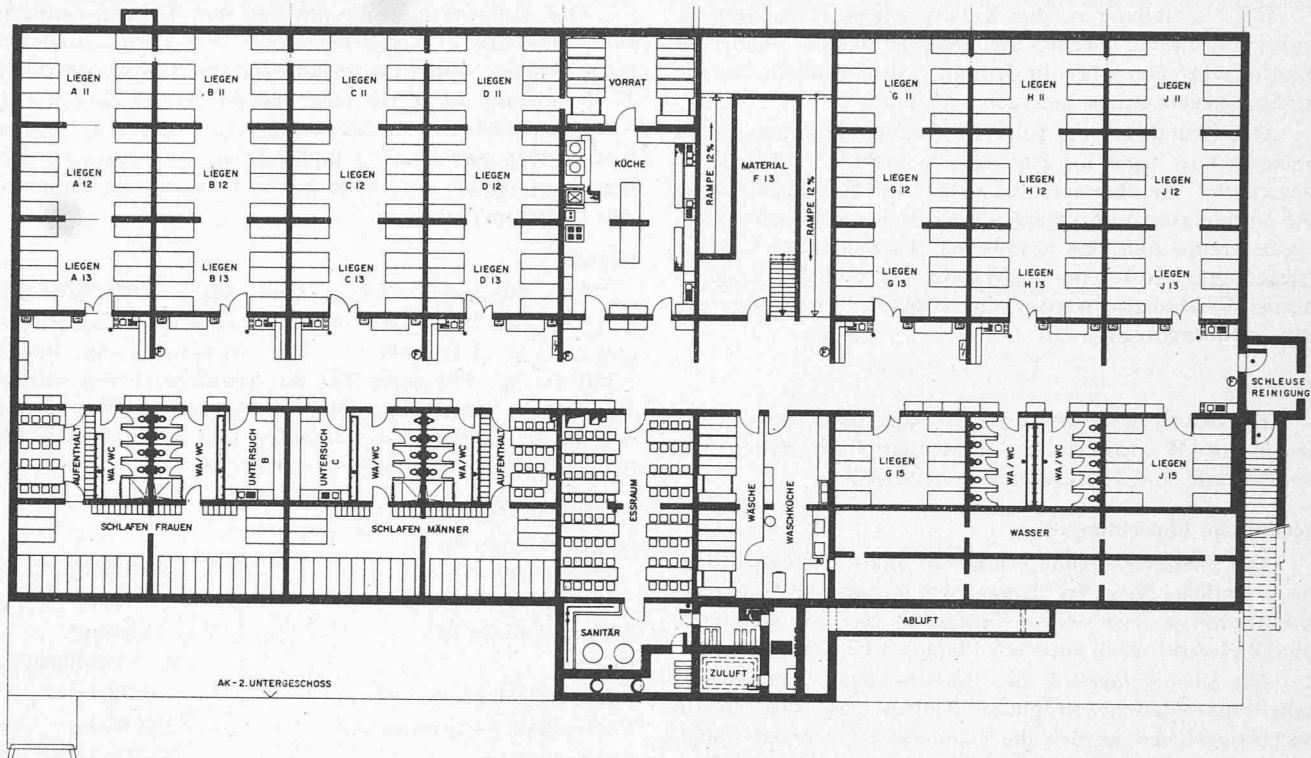 LIEGEN
A 11
LIEGEN
B 11
LIEGEN
C 11
LIEGEN
D 11
VORRAT
LIEGEN
G 11
LIEGEN
H 11
LIEGEN
J 11
RAMPE 12%
MATERIAL
F 13
RAMPE 12%
KÜCHE
LIEGEN
A 12
LIEGEN
B 12
LIEGEN
C 12
LIEGEN
D 12
LIEGEN
G 12
LIEGEN
H 12
LIEGEN
J 12
LIEGEN
A 13
LIEGEN
B 13
LIEGEN
C 13
LIEGEN
D 13
LIEGEN
G 13
LIEGEN
H 13
LIEGEN
J 13
F
F
F
F
SCHLEUSE
REINIGUNG
AUFENTHALT
WA/WC
WA/WC
UNTERSUCH
B
UNTERSUCH
C
WA/WC
WA/WC
AUFENTHALT
ESSRAUM
WÄSCHE
WASCHKÜCHE
LIEGEN
G 15
WA/WC
WA/WC
LIEGEN
J 15
SCHLAFEN FRAUEN
SCHLAFEN MÄNNER
WASSER
SANITÄR
ZULUFT
ABLUFT
AK - 2. UNTERGESCHOSS